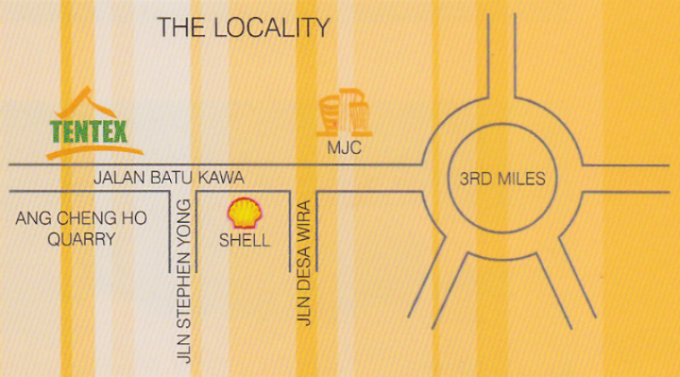 THE LOCALITY
TENTEX
MJC
JALAN BATU KAWA
3RD MILES
ANG CHENG HO
QUARRY
JLN STEPHEN YONG
SHELL
JLN DESA WIRA